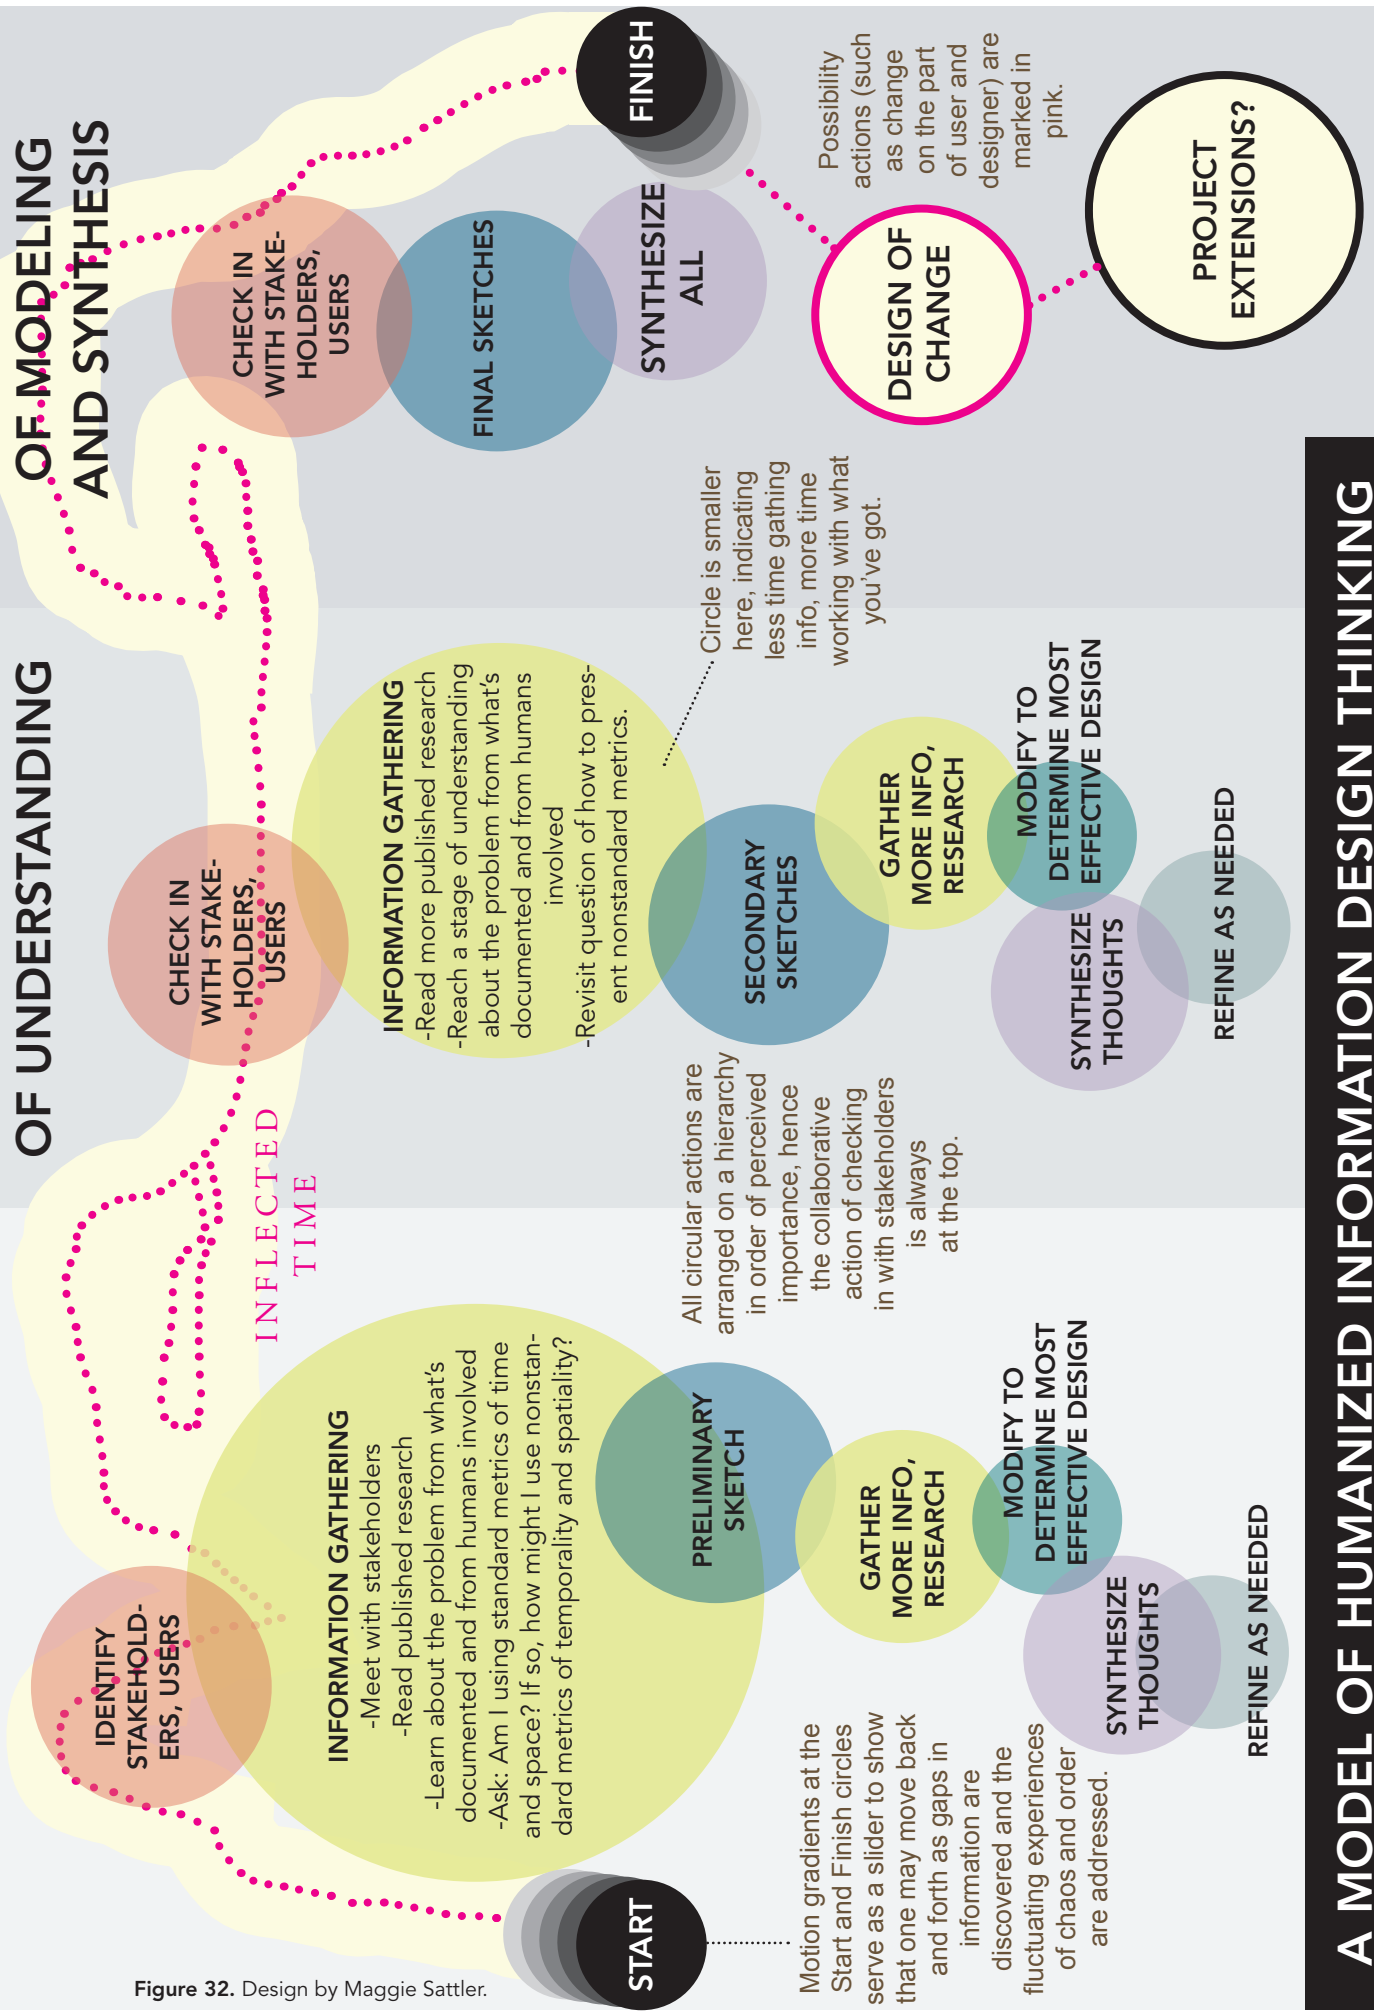 OF UNDERSTANDING
OF MODELING
AND SYNTHESIS
START
IDENTIFY
STAKEHOLD-
ERS, USERS
INFORMATION GATHERING
-Meet with stakeholders
-Read published research
-Learn about the problem from what's
documented and from humans involved
-Ask: Am I using standard metrics of time
and space? If so, how might I use nonstan-
dard metrics of temporality and spatiality?
PRELIMINARY
SKETCH
GATHER
MORE INFO,
RESEARCH
MODIFY TO
DETERMINE MOST
EFFECTIVE DESIGN
SYNTHESIZE
THOUGHTS
REFINE AS NEEDED
Motion gradients at the
Start and Finish circles
serve as a slider to show
that one may move back
and forth as gaps in
information are
discovered and the
fluctuating experiences
of chaos and order
are addressed.
INFLECTED
TIME
All circular actions are
arranged on a hierarchy
in order of perceived
importance, hence
the collaborative
action of checking
in with stakeholders
is always
at the top.
CHECK IN
WITH STAKE-
HOLDERS,
USERS
INFORMATION GATHERING
-Read more published research
-Reach a stage of understanding
about the problem from what's
documented and from humans
involved
-Revisit question of how to pres-
ent nonstandard metrics.
SECONDARY
SKETCHES
GATHER
MORE INFO,
RESEARCH
MODIFY TO
DETERMINE MOST
EFFECTIVE DESIGN
SYNTHESIZE
THOUGHTS
REFINE AS NEEDED
Circle is smaller
here, indicating
less time gathing
info, more time
working with what
you've got.
CHECK IN
WITH STAKE-
HOLDERS,
USERS
FINAL SKETCHES
SYNTHESIZE
ALL
FINISH
DESIGN OF
CHANGE
PROJECT
EXTENSIONS?
Possibility
actions (such
as change
on the part
of user and
designer) are
marked in
pink.
A MODEL OF HUMANIZED INFORMATION DESIGN THINKING
Figure 32. Design by Maggie Sattler.